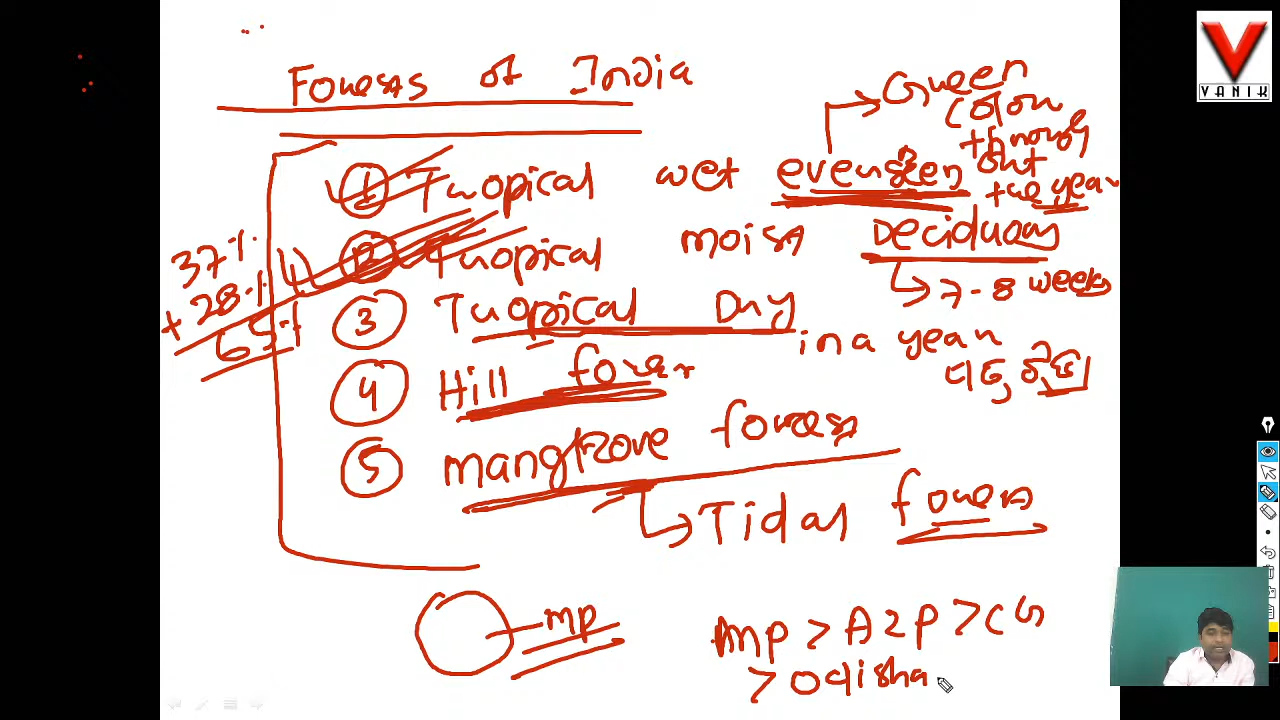 Forests of India
① Tropical wet evergreen
Green
colour
through
out
the year
② Tropical moist Deciduous
7-8 weeks
in a year
③ Tropical Dry
④ Hill forest
⑤ mangrove forest
Tidal forest
37%
+ 28%
65%
mp
mp > A2P > CG
> Odisha
VANIK